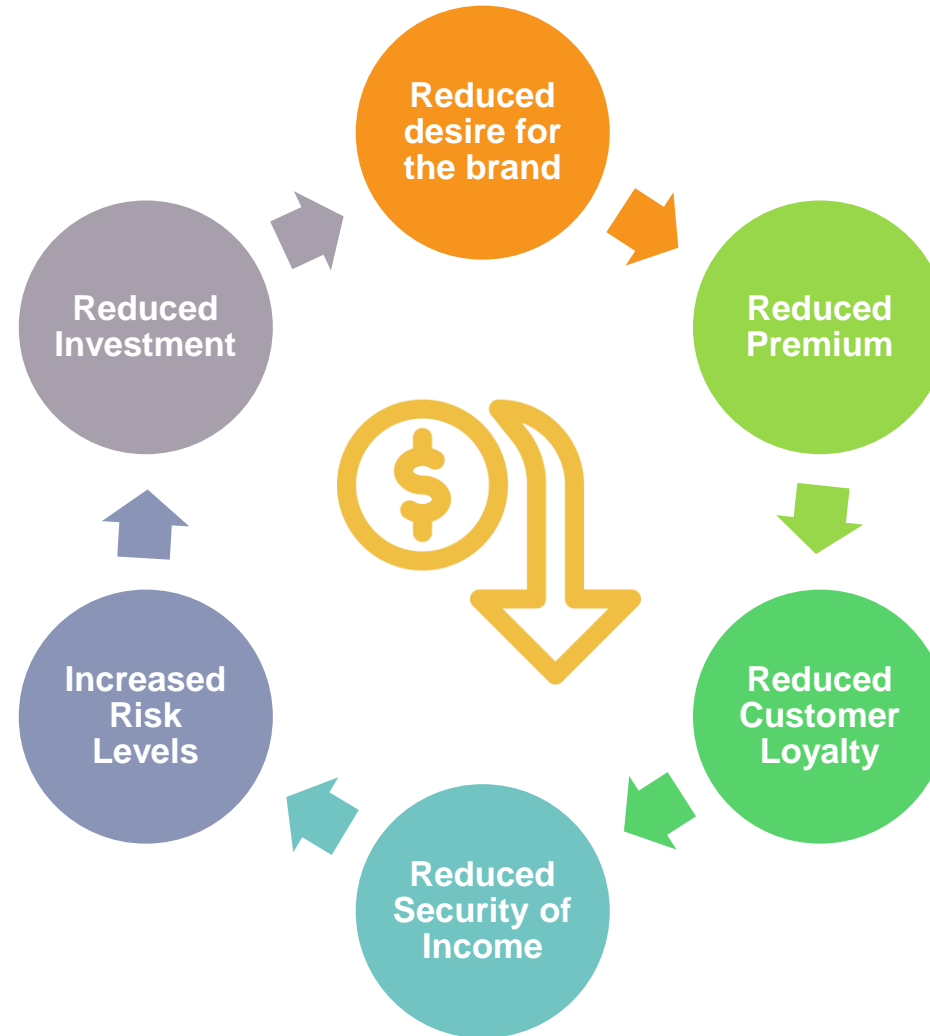 Reduced
desire for
the brand
Reduced
Premium
Reduced
Customer
Loyalty
Reduced
Security of
Income
Increased
Risk
Levels
Reduced
Investment
$